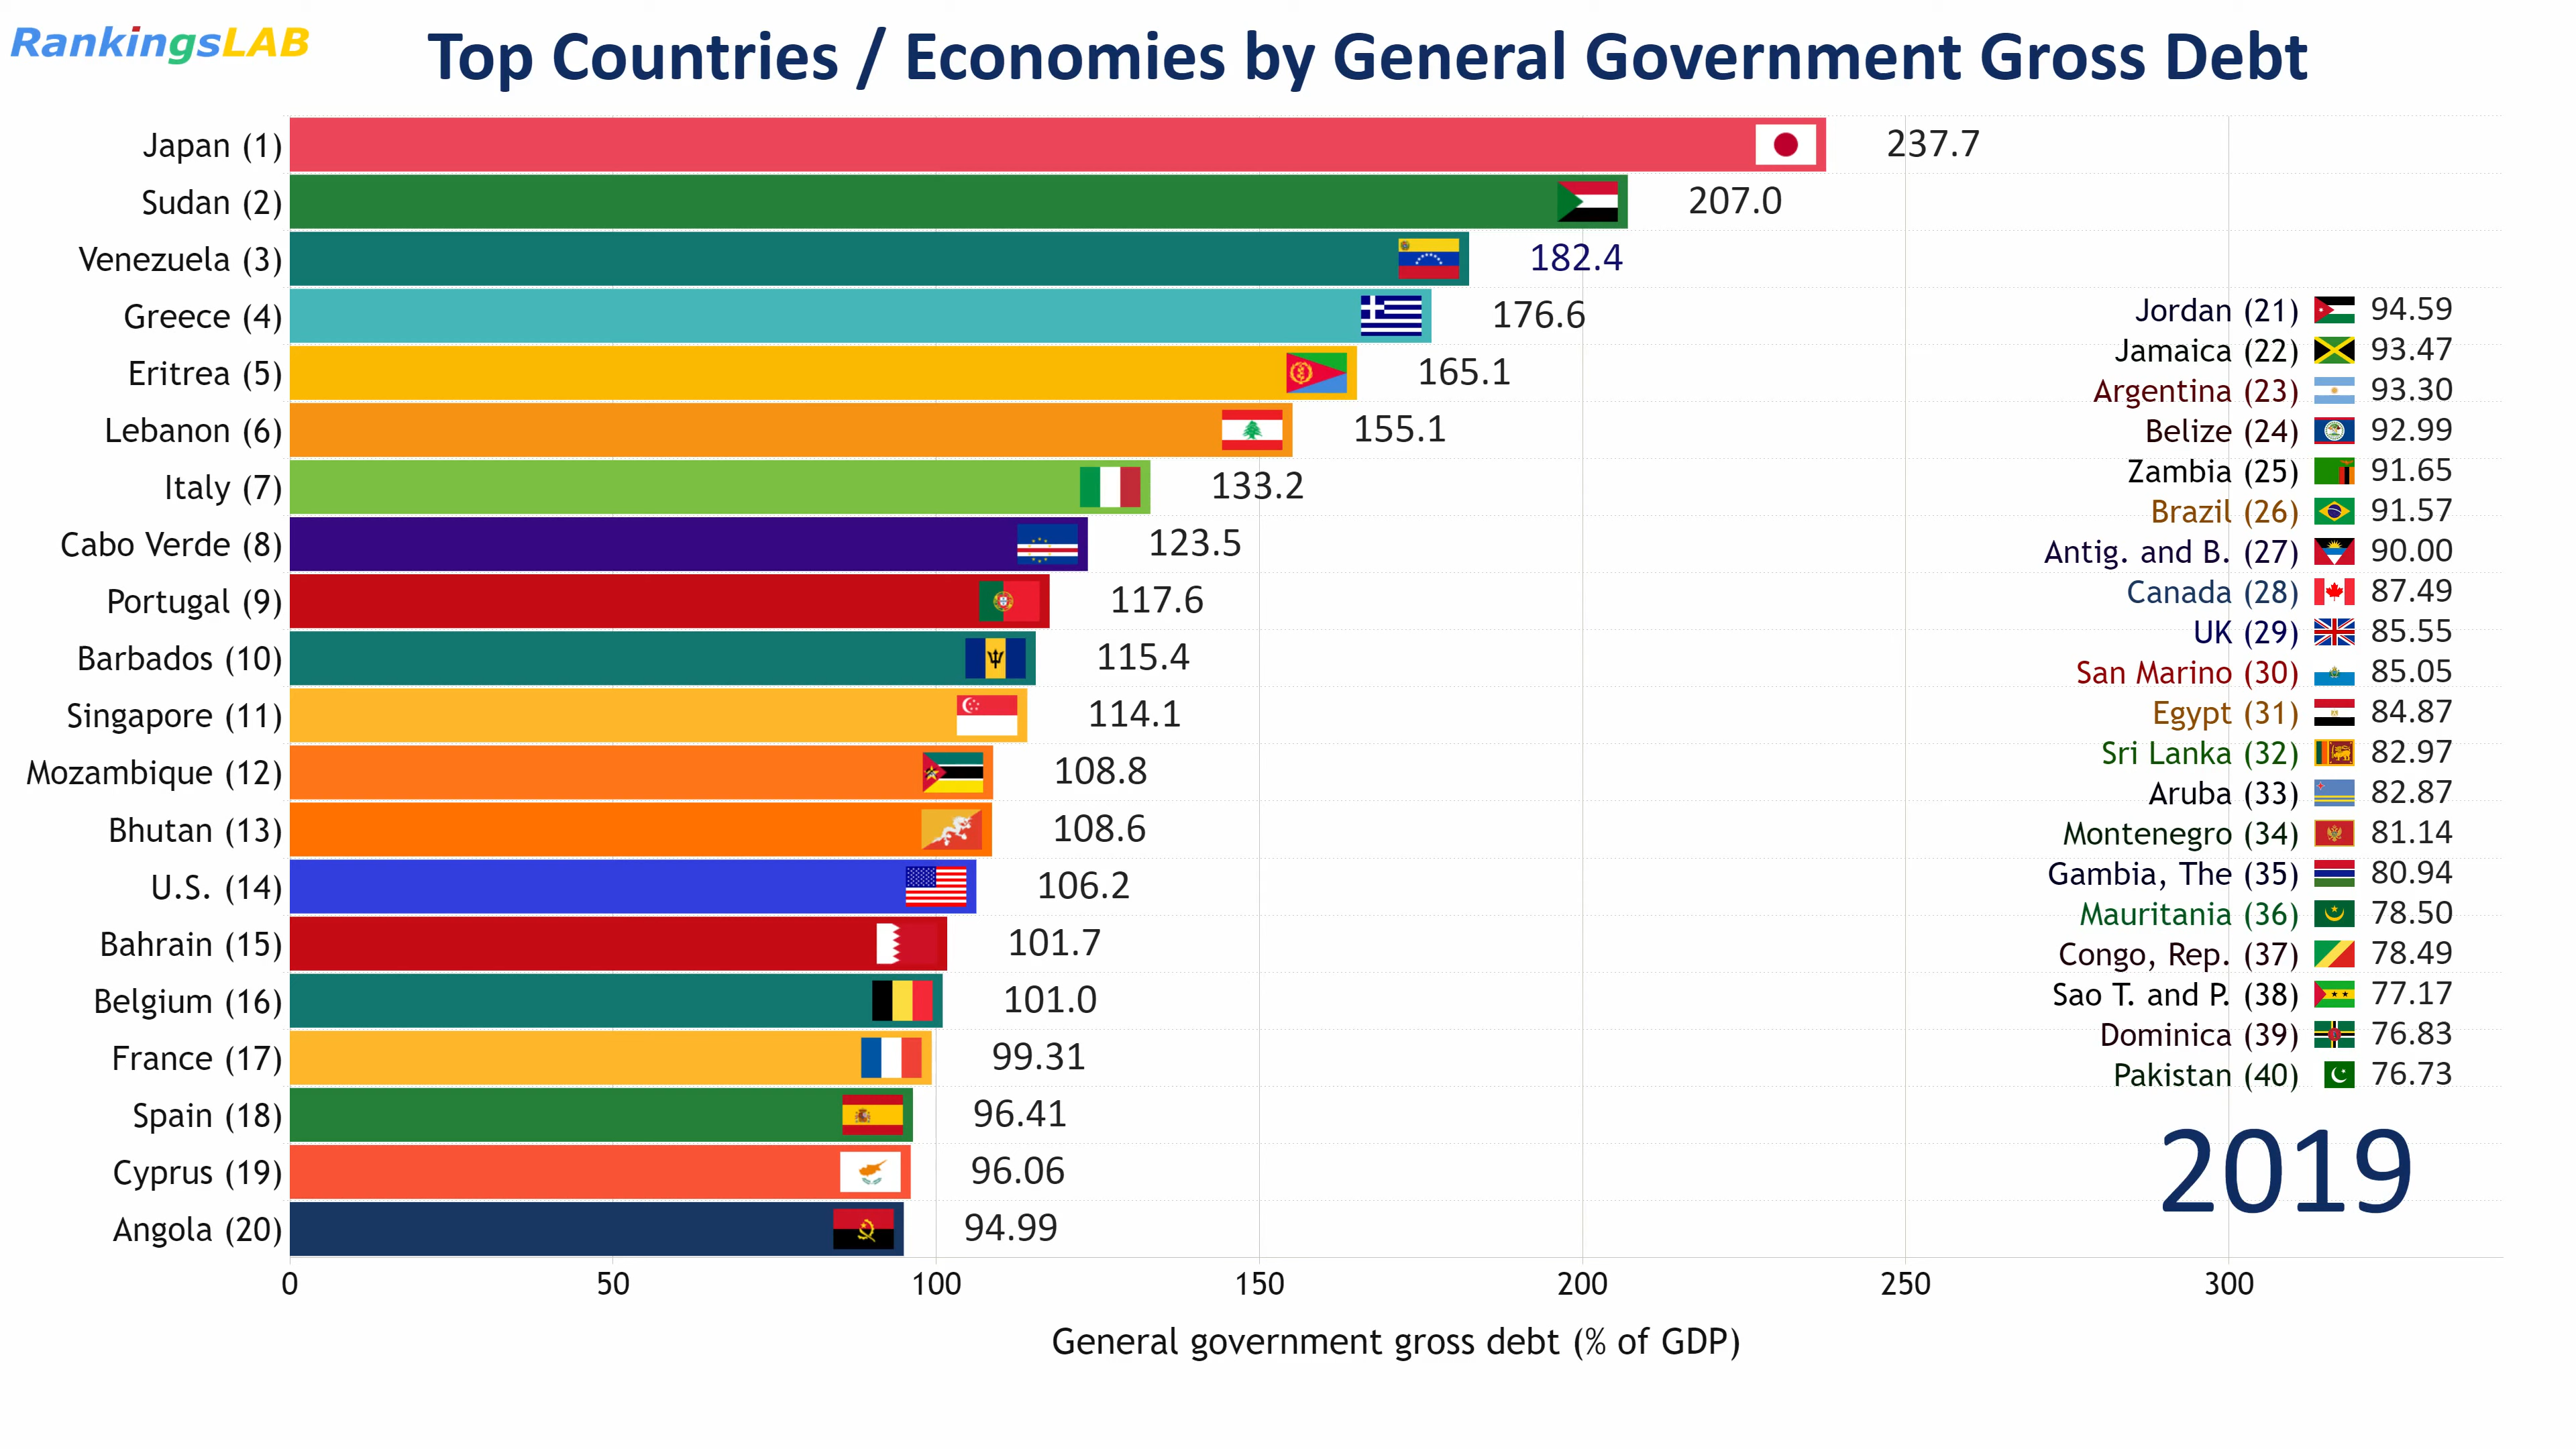 RankingsLAB
Top Countries / Economies by General Government Gross Debt
Japan (1) 237.7
Sudan (2) 207.0
Venezuela (3) 182.4
Greece (4) 176.6
Eritrea (5) 165.1
Lebanon (6) 155.1
Italy (7) 133.2
Cabo Verde (8) 123.5
Portugal (9) 117.6
Barbados (10) 115.4
Singapore (11) 114.1
Mozambique (12) 108.8
Bhutan (13) 108.6
U.S. (14) 106.2
Bahrain (15) 101.7
Belgium (16) 101.0
France (17) 99.31
Spain (18) 96.41
Cyprus (19) 96.06
Angola (20) 94.99
Jordan (21) 94.59
Jamaica (22) 93.47
Argentina (23) 93.30
Belize (24) 92.99
Zambia (25) 91.65
Brazil (26) 91.57
Antig. and B. (27) 90.00
Canada (28) 87.49
UK (29) 85.55
San Marino (30) 85.05
Egypt (31) 84.87
Sri Lanka (32) 82.97
Aruba (33) 82.87
Montenegro (34) 81.14
Gambia, The (35) 80.94
Mauritania (36) 78.50
Congo, Rep. (37) 78.49
Sao T. and P. (38) 77.17
Dominica (39) 76.83
Pakistan (40) 76.73
2019
0 50 100 150 200 250 300
General government gross debt (% of GDP)